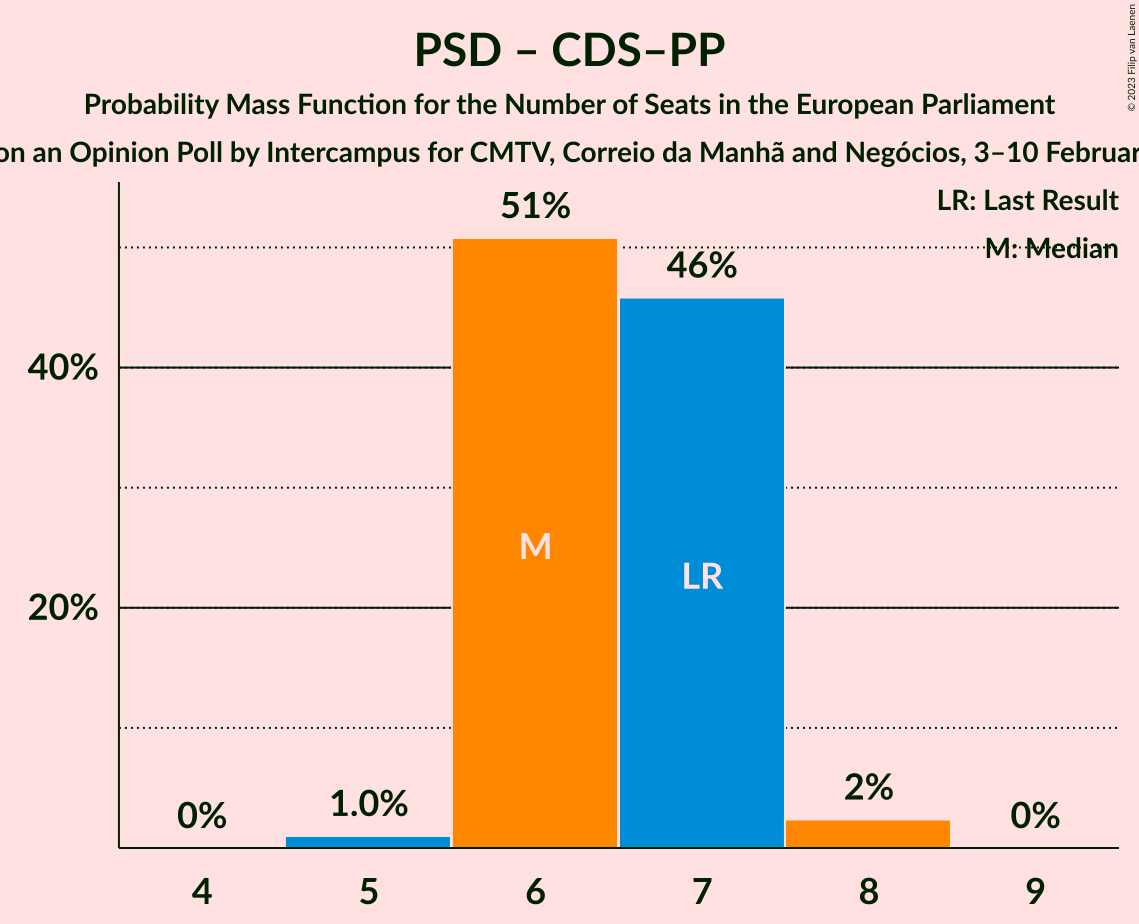 PSD – CDS–PP
Probability Mass Function for the Number of Seats in the European Parliament
on an Opinion Poll by Intercampus for CMTV, Correio da Manhã and Negócios, 3–10
© 2023 Filip van Laenen
LR: Last Result
M: Median
51%
46%
40%
M
LR
20%
2%
1.0%
0%
0%
4 5 6 7 8 9